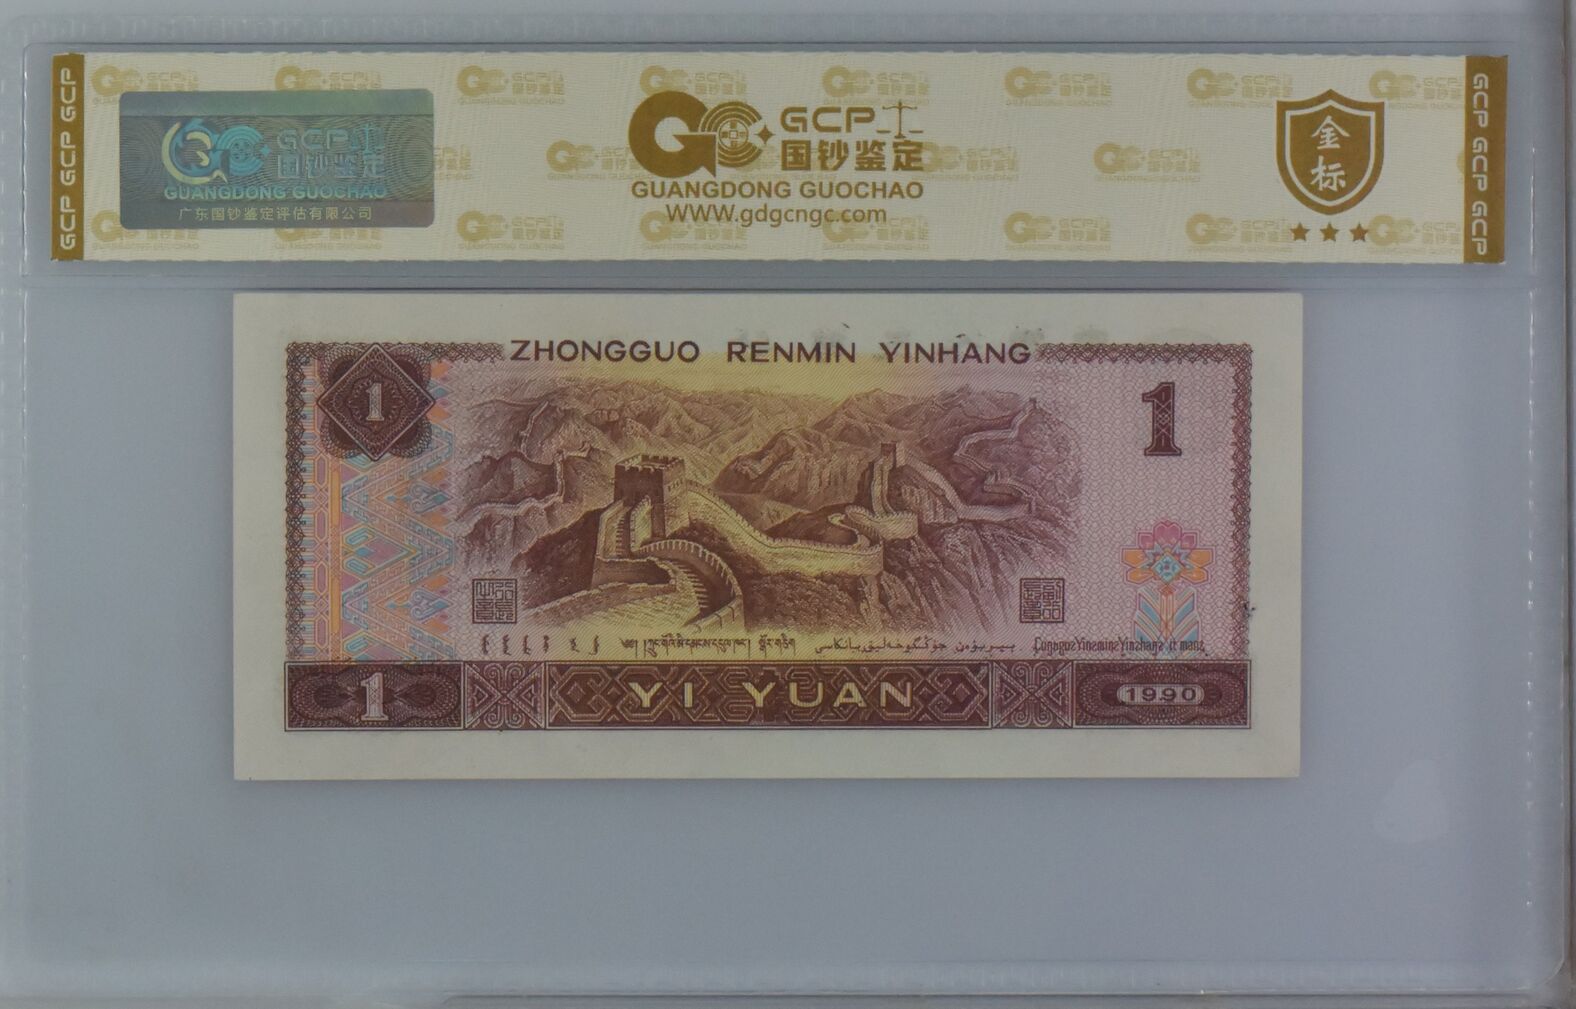 GCP 国钞鉴定
GUANGDONG GUOCHAO
广东国钞鉴定评估有限公司
GCP
国钞鉴定
GUANGDONG GUOCHAO
WWW.gdgcngc.com
金标
GCP GCP GCP
GCP GCP GCP
ZHONGGUO RENMIN YINHANG
1
1
1
YI YUAN
1990